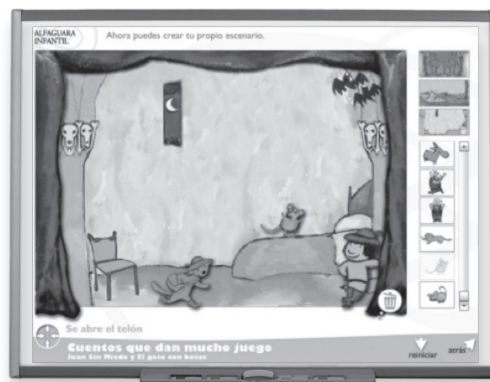 ALFAGUARA
INFANTIL
Ahora puedes crear tu propio escenario.
Se abre el telón
Cuentos que dan mucho juego
Juan Sin Miedo y El gato con botas
reiniciar
atrás